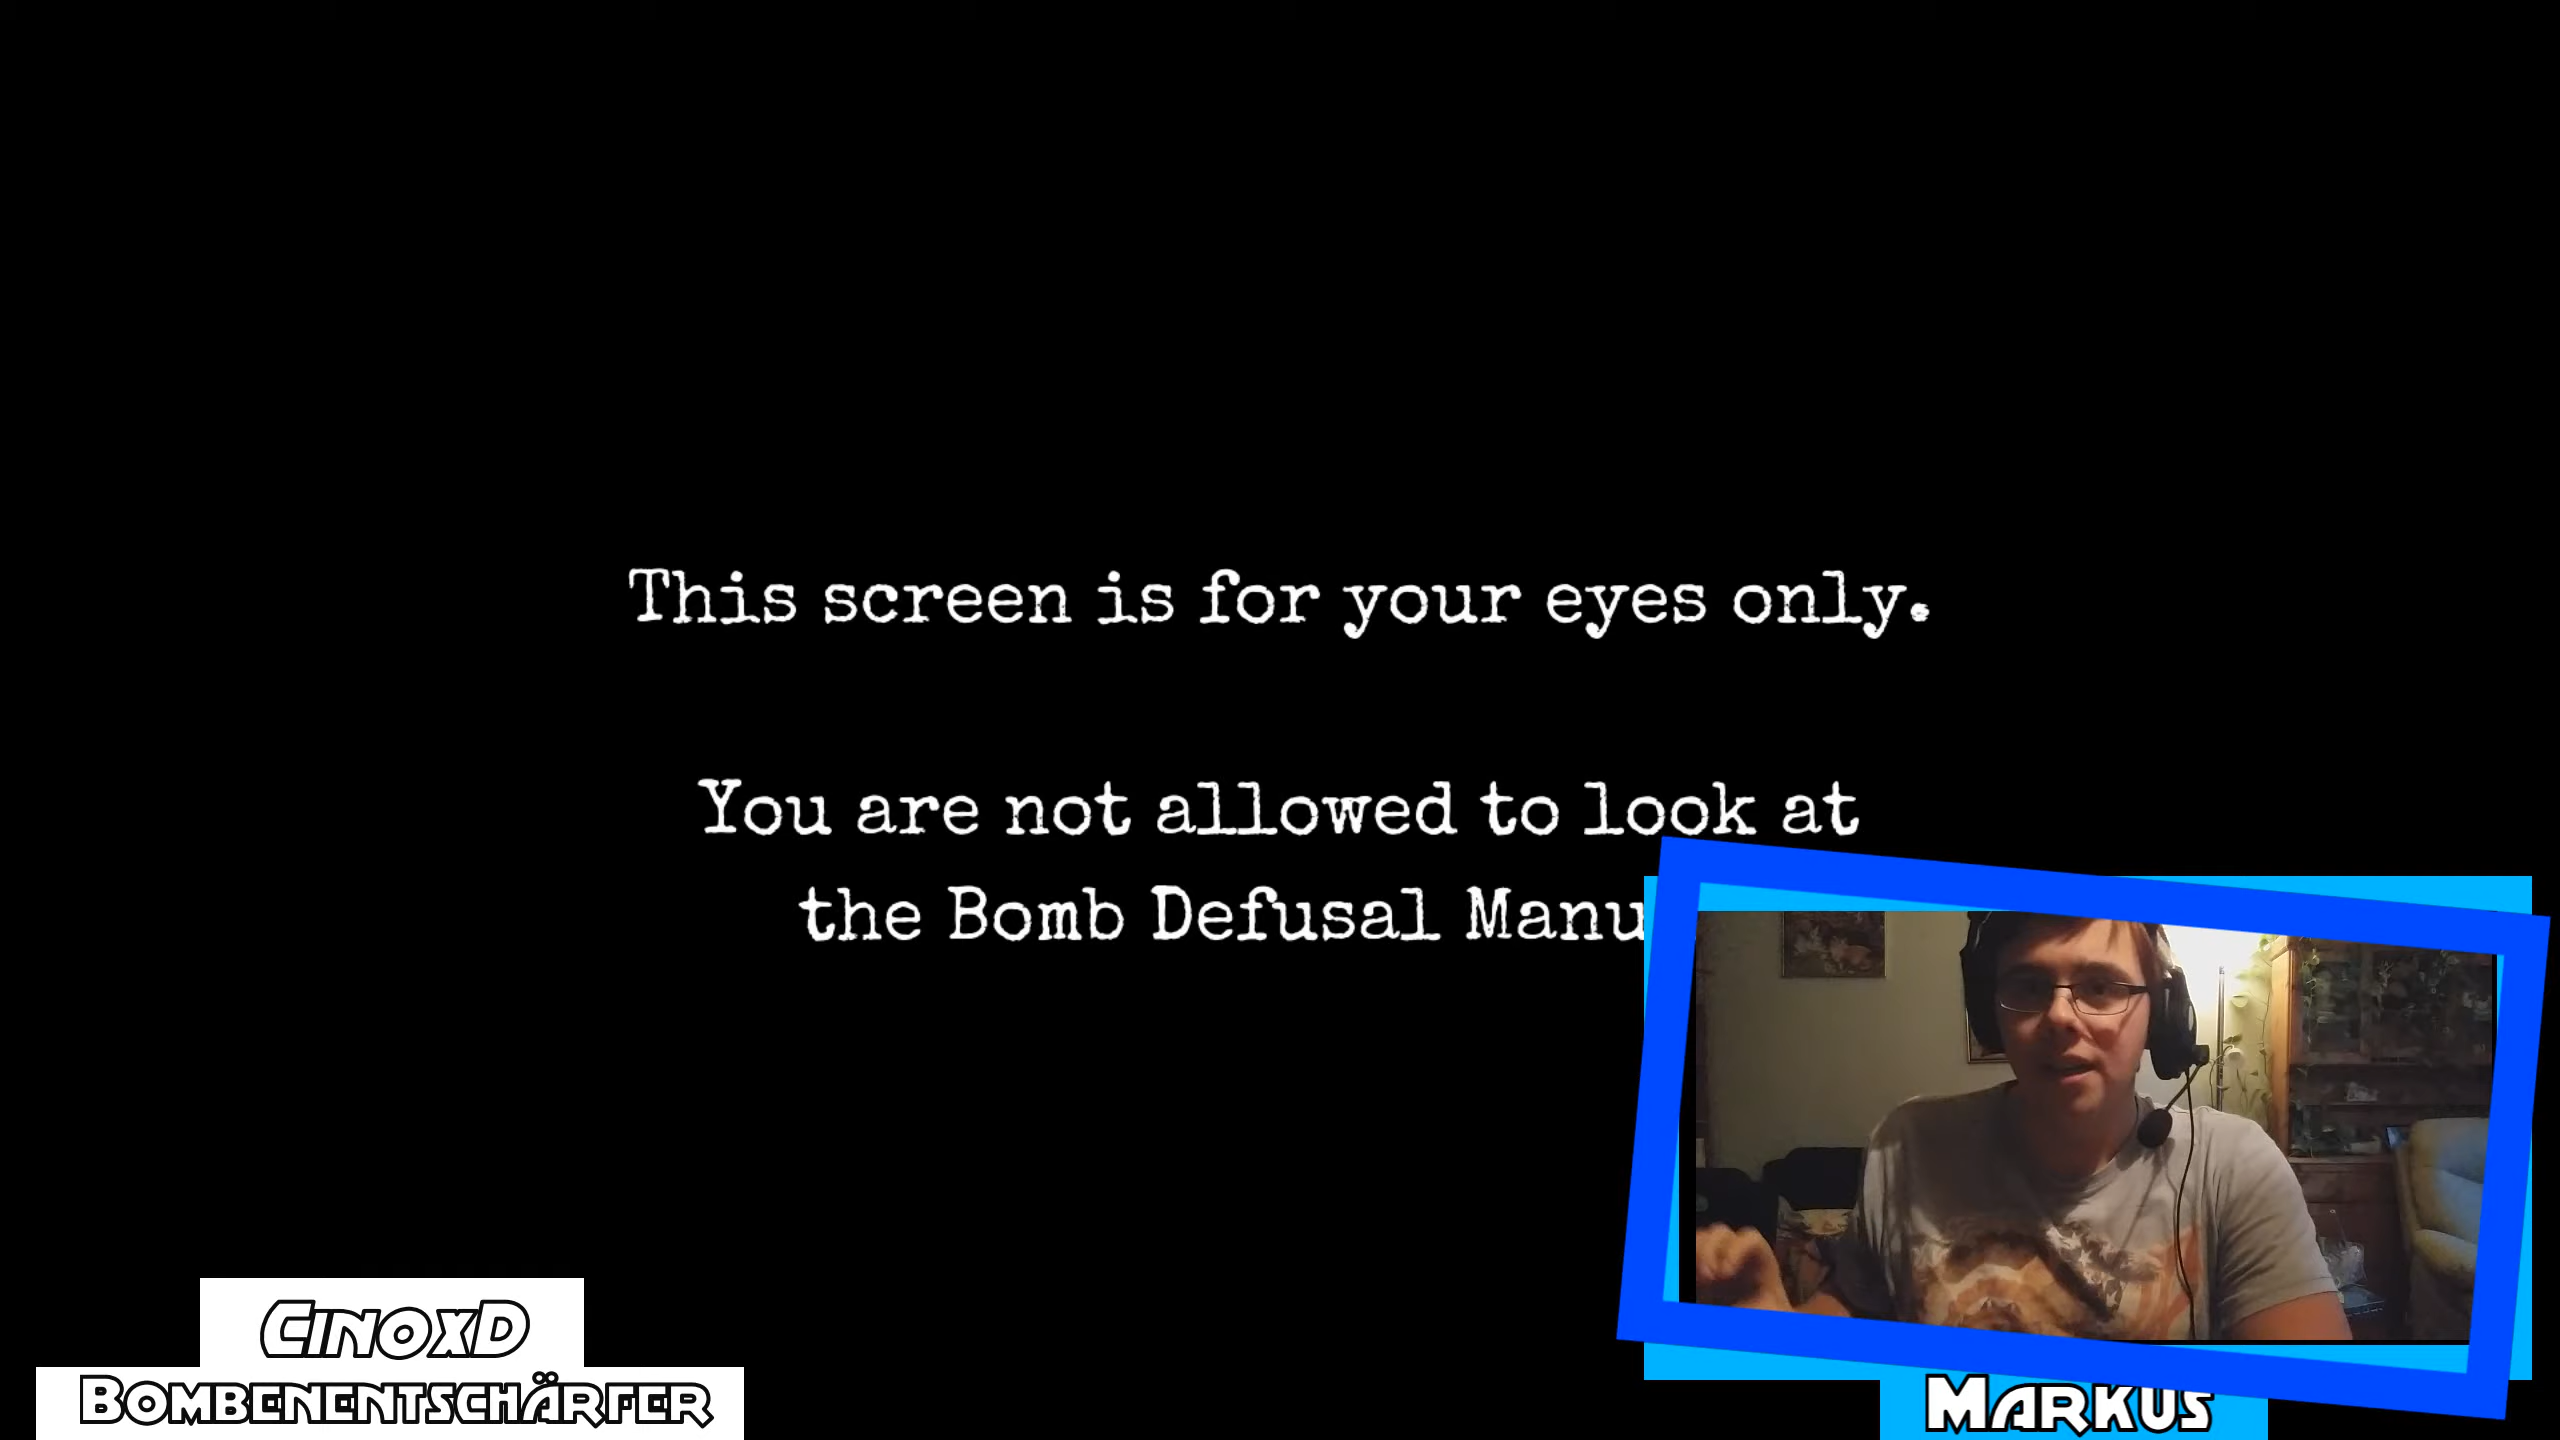 This screen is for your eyes only.
You are not allowed to look at
the Bomb Defusal Manu
CinoxD
Bombenentschärfer
Markus